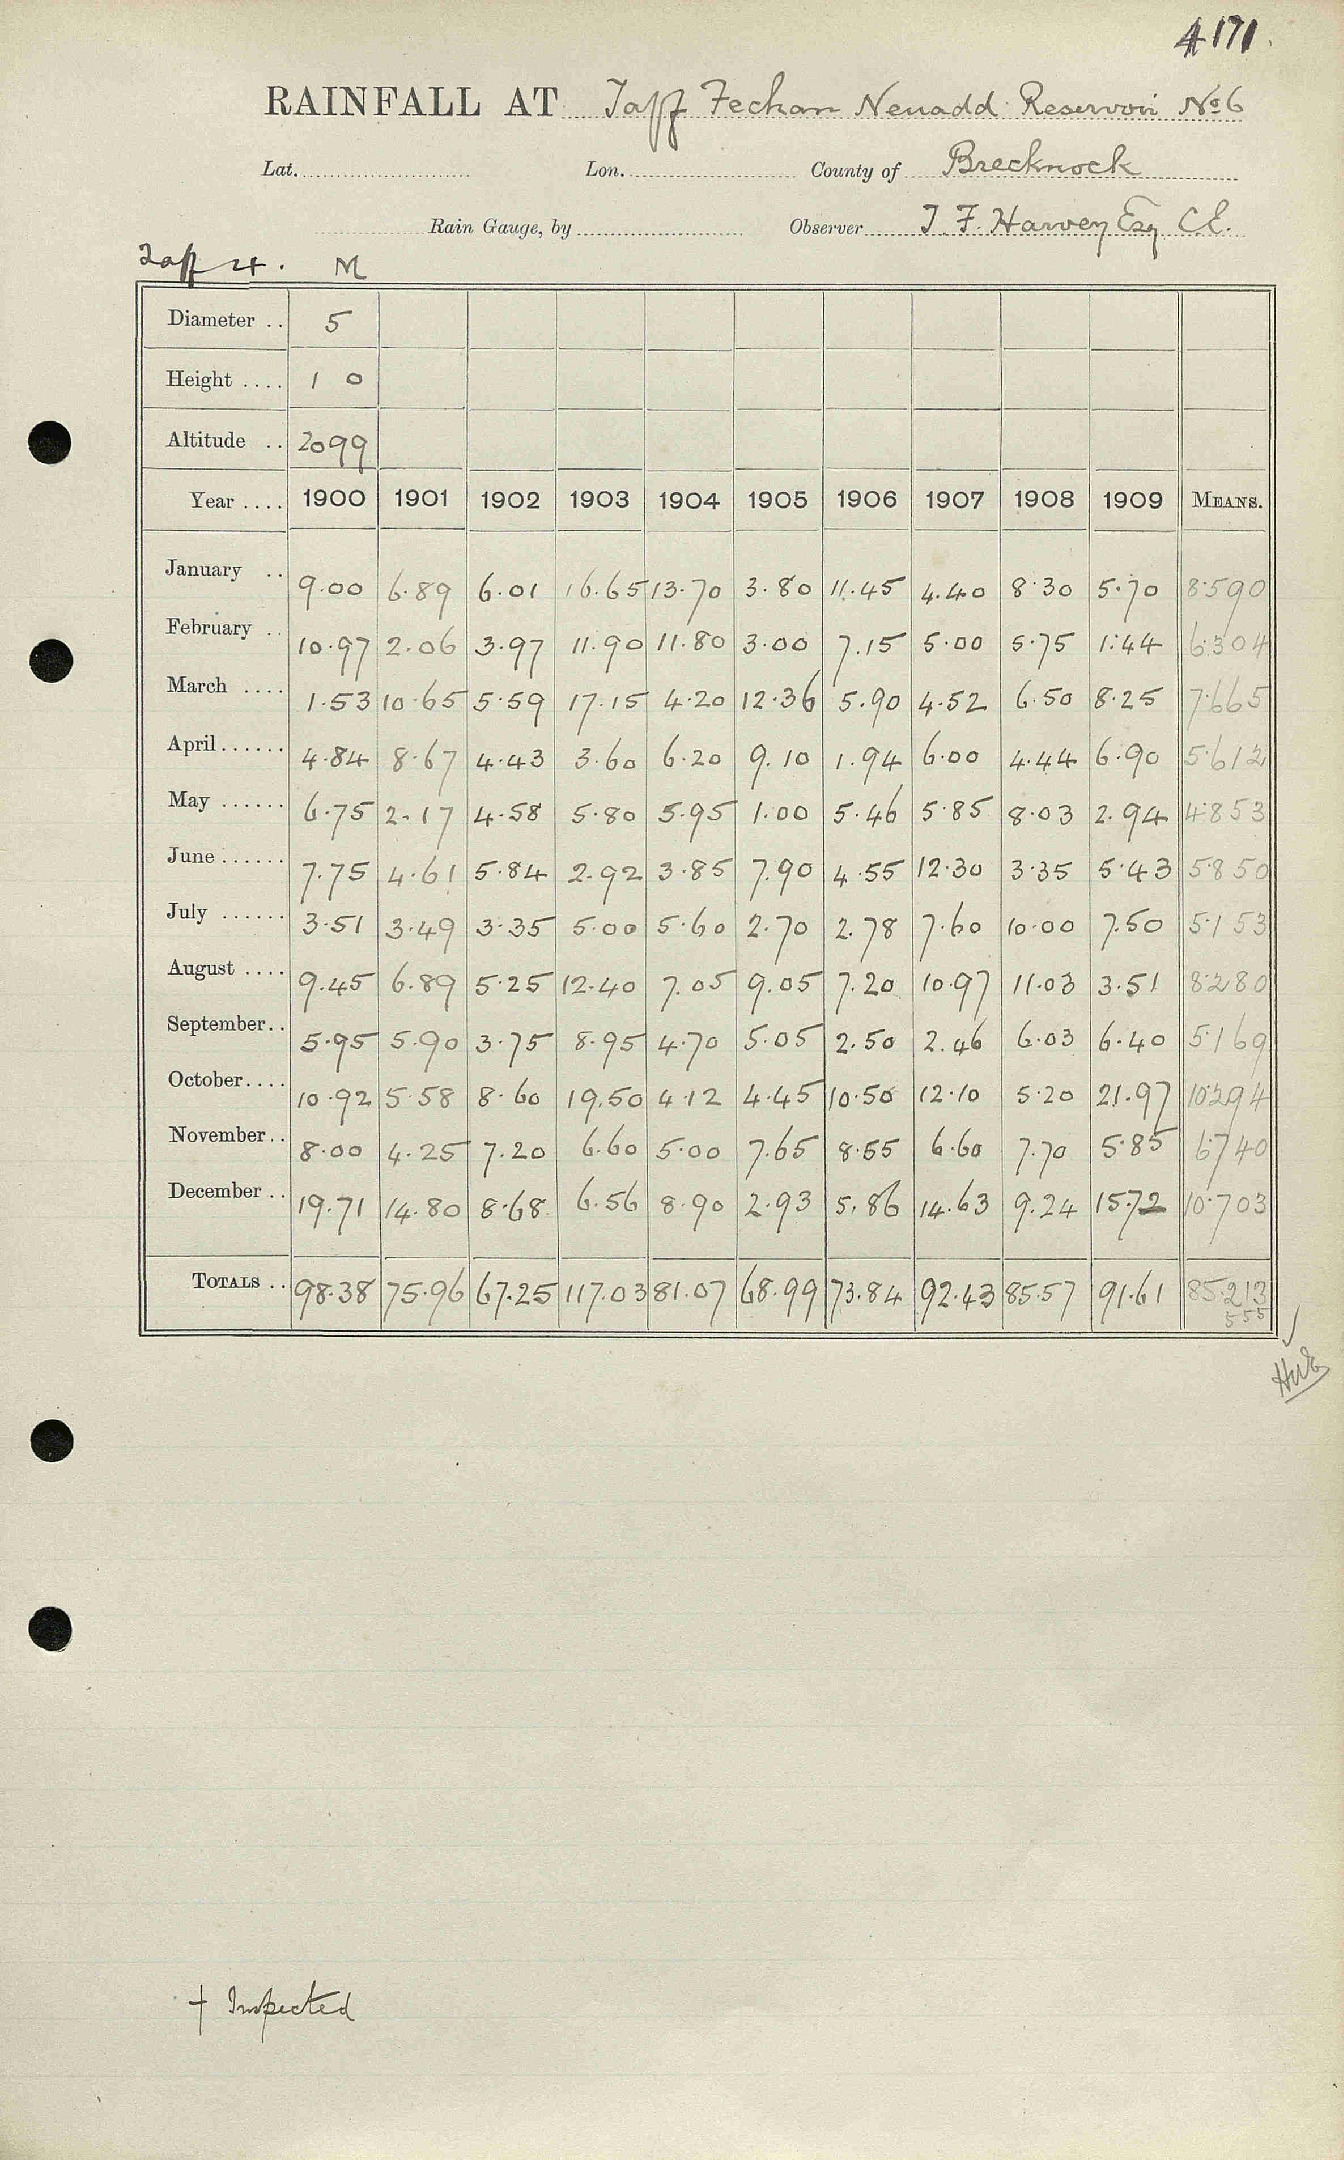 4171.
RAINFALL AT Taff Fechan Neuadd Reservoir No 6
Lat. Lon. County of Brecknock
Rain Gauge, by Observer T. F. Harvey Esq C.E.
Taff 4. M
Diameter .. 5
Height .... 1 0
Altitude .. 2099
Year .... 1900 1901 1902 1903 1904 1905 1906 1907 1908 1909 MEANS.
January .. 9.00 6.89 6.01 16.65 13.70 3.80 11.45 4.40 8.30 5.70 8.590
February .. 10.97 2.06 3.97 11.90 11.80 3.00 7.15 5.00 5.75 1.44 6.304
March .... 1.53 10.65 5.59 17.15 4.20 12.36 5.90 4.52 6.50 8.25 7.665
April ...... 4.84 8.67 4.43 3.60 6.20 9.10 1.94 6.00 4.44 6.90 5.612
May ...... 6.75 2.17 4.58 5.80 5.95 1.00 5.46 5.85 8.03 2.94 4.853
June ...... 7.75 4.61 5.84 2.92 3.85 7.90 4.55 12.30 3.35 5.43 5.850
July ...... 3.51 3.49 3.35 5.00 5.60 2.70 2.78 7.60 10.00 7.50 5.153
August .... 9.45 6.89 5.25 12.40 7.05 9.05 7.20 10.97 11.03 3.51 8.280
September.. 5.95 5.90 3.75 8.95 4.70 5.05 2.50 2.46 6.03 6.40 5.169
October.... 10.92 5.58 8.60 19.50 4.12 4.45 10.50 12.10 5.20 21.97 10.294
November.. 8.00 4.25 7.20 6.60 5.00 7.65 8.55 6.60 7.70 5.85 6.740
December .. 19.71 14.80 8.68 6.56 8.90 2.93 5.86 14.63 9.24 15.72 10.703
TOTALS .. 98.38 75.96 67.25 117.03 81.07 68.99 73.84 92.43 85.57 91.61 85.213
555
† Inspected